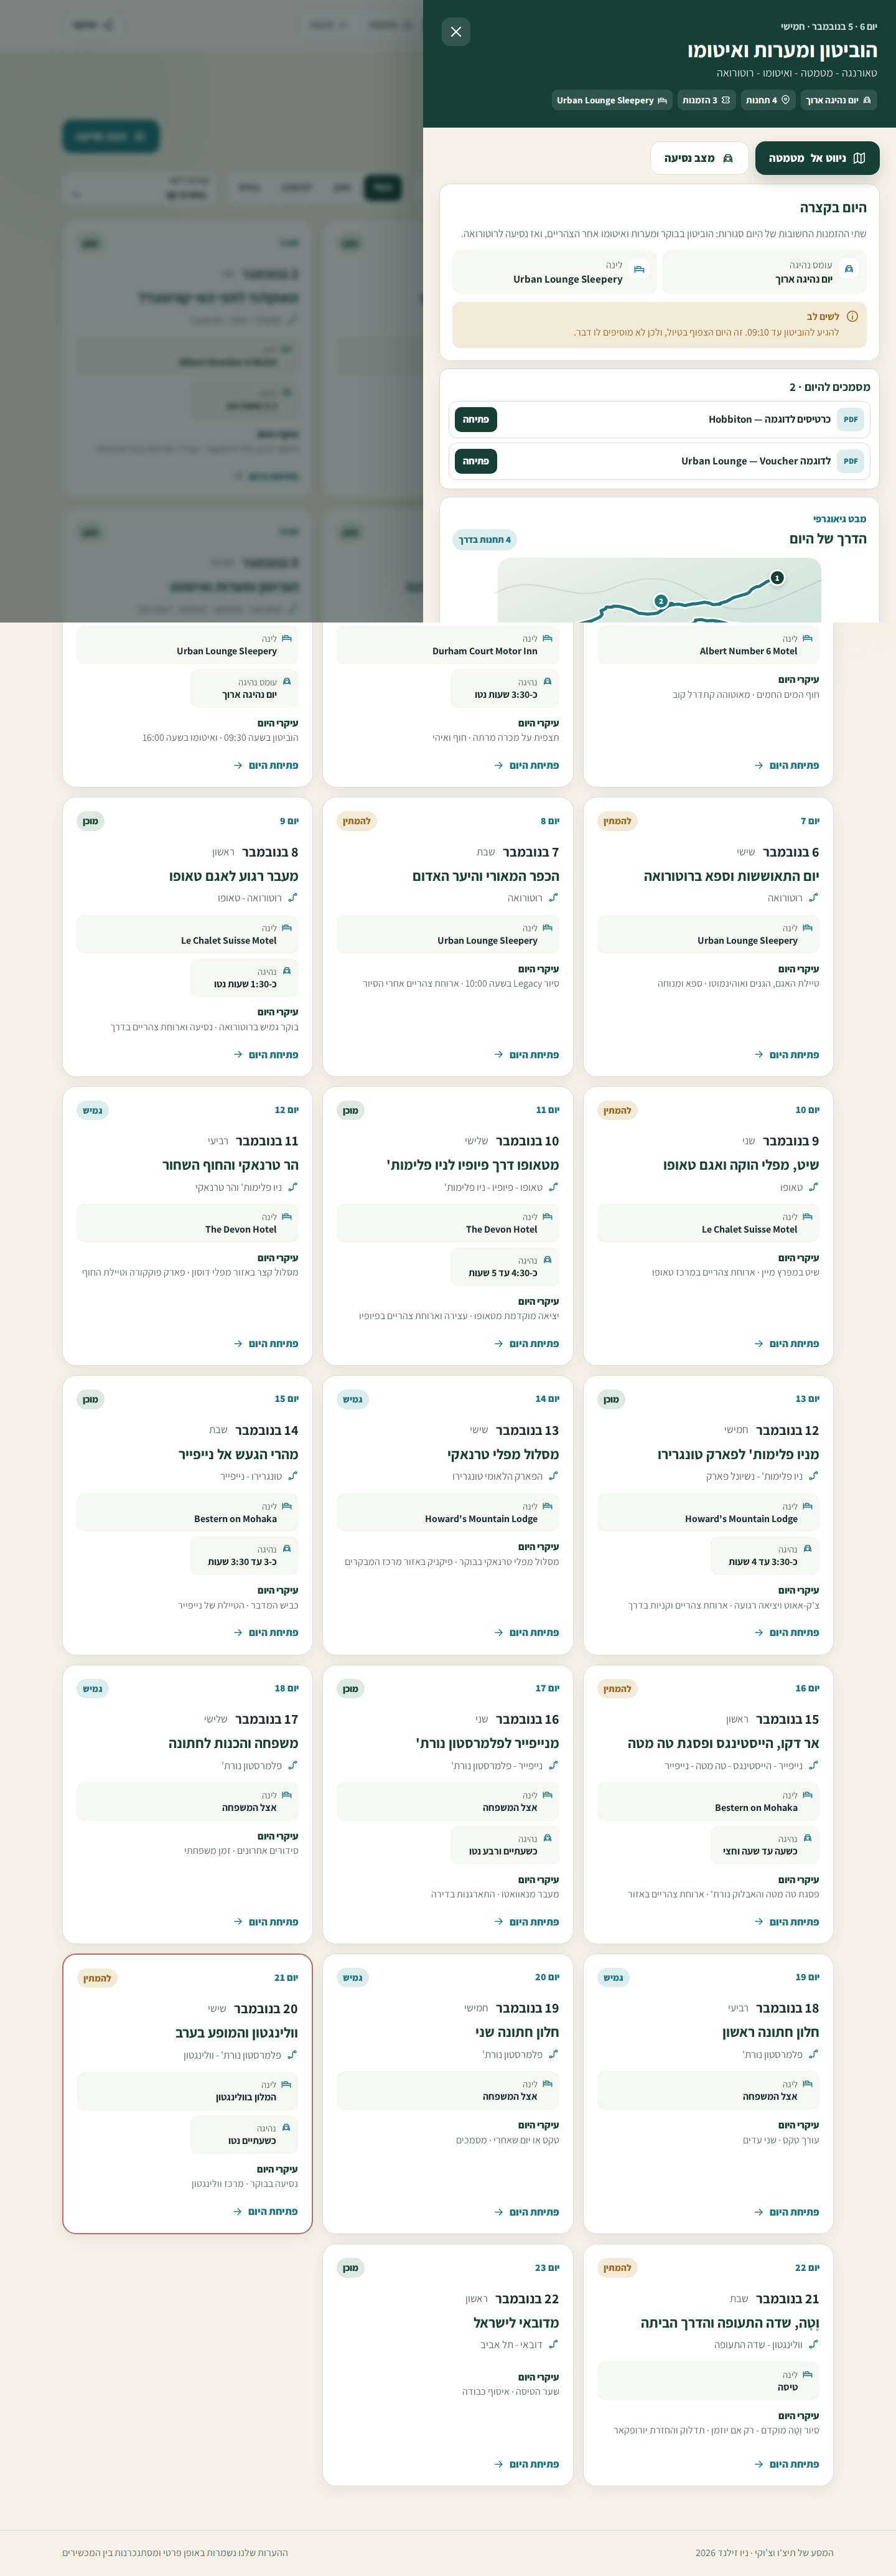 יום 6 · 5 בנובמבר · חמישי
הוביטון ומערות ואיטומו
טאורנגה - מטמטה - ואיטומו - רוטורואה
יום נהיגה ארוך
4 תחנות
3 הזמנות
Urban Lounge Sleepery
ניווט אל מטמטה
מצב נסיעה
היום בקצרה
שתי ההזמנות החשובות של היום סגורות: הוביטון בבוקר ומערות ואיטומו אחר הצהריים, ואז נסיעה לרוטורואה.
עומס נהיגה
יום נהיגה ארוך
לינה
Urban Lounge Sleepery
לשים לב
להגיע להוביטון עד 09:10. זה היום הצפוף בטיול, ולכן לא מוסיפים לו דבר.
מסמכים להיום · 2
PDF
כרטיסים לדוגמה — Hobbiton
פתיחה
PDF
לדוגמה Urban Lounge — Voucher
פתיחה
מבט גיאוגרפי
הדרך של היום
4 תחנות בדרך
1
2
לינה
Albert Number 6 Motel
עיקרי היום
חוף המים החמים · מאוטוהה קתדרל קוב
פתיחת היום
לינה
Durham Court Motor Inn
נהיגה
כ-3:30 שעות נטו
עיקרי היום
תצפית על מכרה מרתה · חוף ואיהי
פתיחת היום
לינה
Urban Lounge Sleepery
עומס נהיגה
יום נהיגה ארוך
עיקרי היום
הוביטון בשעה 09:30 · ואיטומו בשעה 16:00
פתיחת היום
יום 7
להמתין
6 בנובמבר שישי
יום התאוששות וספא ברוטורואה
רוטורואה
לינה
Urban Lounge Sleepery
עיקרי היום
טיילת האגם, הגנים ואוהינמוטו · ספא ומנוחה
פתיחת היום
יום 8
להמתין
7 בנובמבר שבת
הכפר המאורי והיער האדום
רוטורואה
לינה
Urban Lounge Sleepery
עיקרי היום
סיור Legacy בשעה 10:00 · ארוחת צהריים אחרי הסיור
פתיחת היום
יום 9
מוכן
8 בנובמבר ראשון
מעבר רגוע לאגם טאופו
רוטורואה - טאופו
לינה
Le Chalet Suisse Motel
נהיגה
כ-1:30 שעות נטו
עיקרי היום
בוקר גמיש ברוטורואה · נסיעה וארוחת צהריים בדרך
פתיחת היום
יום 10
להמתין
9 בנובמבר שני
שיט, מפלי הוקה ואגם טאופו
טאופו
לינה
Le Chalet Suisse Motel
עיקרי היום
שיט במפרץ מיין · ארוחת צהריים במרכז טאופו
פתיחת היום
יום 11
מוכן
10 בנובמבר שלישי
מטאופו דרך פיופיו לניו פלימות'
טאופו - פיופיו - ניו פלימות'
לינה
The Devon Hotel
נהיגה
כ-4:30 עד 5 שעות
עיקרי היום
יציאה מוקדמת מטאופו · עצירה וארוחת צהריים בפיופיו
פתיחת היום
יום 12
גמיש
11 בנובמבר רביעי
הר טרנאקי והחוף השחור
ניו פלימות' והר טרנאקי
לינה
The Devon Hotel
עיקרי היום
מסלול קצר באזור מפלי דוסון · פארק פוקקורה וטיילת החוף
פתיחת היום
יום 13
מוכן
12 בנובמבר חמישי
מניו פלימות' לפארק טונגרירו
ניו פלימות' - נשיונל פארק
לינה
Howard's Mountain Lodge
נהיגה
כ-3:30 עד 4 שעות
עיקרי היום
צ'ק-אאוט ויציאה רגועה · ארוחת צהריים וקניות בדרך
פתיחת היום
יום 14
גמיש
13 בנובמבר שישי
מסלול מפלי טרנאקי
הפארק הלאומי טונגרירו
לינה
Howard's Mountain Lodge
עיקרי היום
מסלול מפלי טרנאקי בבוקר · פיקניק באזור מרכז המבקרים
פתיחת היום
יום 15
מוכן
14 בנובמבר שבת
מהרי הגעש אל נייפייר
טונגרירו - נייפייר
לינה
Bestern on Mohaka
נהיגה
כ-3 עד 3:30 שעות
עיקרי היום
כביש המדבר · הטיילת של נייפייר
פתיחת היום
יום 16
להמתין
15 בנובמבר ראשון
אר דקו, הייסטינגס ופסגת טה מטה
נייפייר - הייסטינגס - טה מטה - נייפייר
לינה
Bestern on Mohaka
נהיגה
כשעה עד שעה וחצי
עיקרי היום
פסגת טה מטה והאבלוק נורת' · ארוחת צהריים באזור
פתיחת היום
יום 17
מוכן
16 בנובמבר שני
מנייפייר לפלמרסטון נורת'
נייפייר - פלמרסטון נורת'
לינה
אצל המשפחה
נהיגה
כשעתיים ורבע נטו
עיקרי היום
מעבר מנאוואטו · התארגנות בדירה
פתיחת היום
יום 18
גמיש
17 בנובמבר שלישי
משפחה והכנות לחתונה
פלמרסטון נורת'
לינה
אצל המשפחה
עיקרי היום
סידורים אחרונים · זמן משפחתי
פתיחת היום
יום 19
גמיש
18 בנובמבר רביעי
חלון חתונה ראשון
פלמרסטון נורת'
לינה
אצל המשפחה
עיקרי היום
עורך טקס · שני עדים
פתיחת היום
יום 20
גמיש
19 בנובמבר חמישי
חלון חתונה שני
פלמרסטון נורת'
לינה
אצל המשפחה
עיקרי היום
טקס או יום שאחרי · מסמכים
פתיחת היום
יום 21
להמתין
20 בנובמבר שישי
וולינגטון והמופע בערב
פלמרסטון נורת' - וולינגטון
לינה
המלון בוולינגטון
נהיגה
כשעתיים נטו
עיקרי היום
נסיעה בבוקר · מרכז וולינגטון
פתיחת היום
יום 22
להמתין
21 בנובמבר שבת
וֶטָה, שדה התעופה והדרך הביתה
וולינגטון - שדה התעופה
לינה
טיסה
עיקרי היום
סיור וֶטָה מוקדם - רק אם יוזמן · תדלוק והחזרת יורופקאר
פתיחת היום
יום 23
מוכן
22 בנובמבר ראשון
מדובאי לישראל
דובאי - תל אביב
עיקרי היום
שער הטיסה · איסוף כבודה
פתיחת היום
המסע של תיצ'ו וצ'וקי · ניו זילנד 2026
ההערות שלנו נשמרות באופן פרטי ומסתנכרנות בין המכשירים